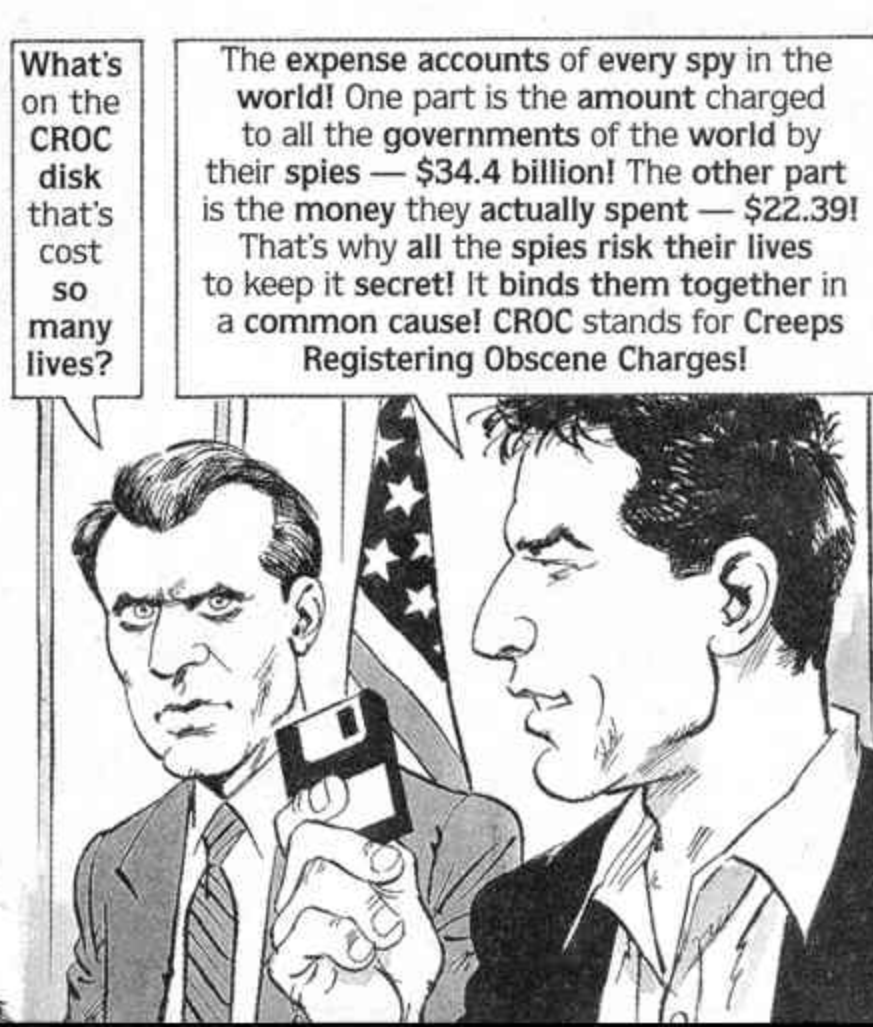 What's
on the
CROC
disk
that's
cost
so
many
lives?
The expense accounts of every spy in the
world! One part is the amount charged
to all the governments of the world by
their spies — $34.4 billion! The other part
is the money they actually spent — $22.39!
That's why all the spies risk their lives
to keep it secret! It binds them together in
a common cause! CROC stands for Creeps
Registering Obscene Charges!